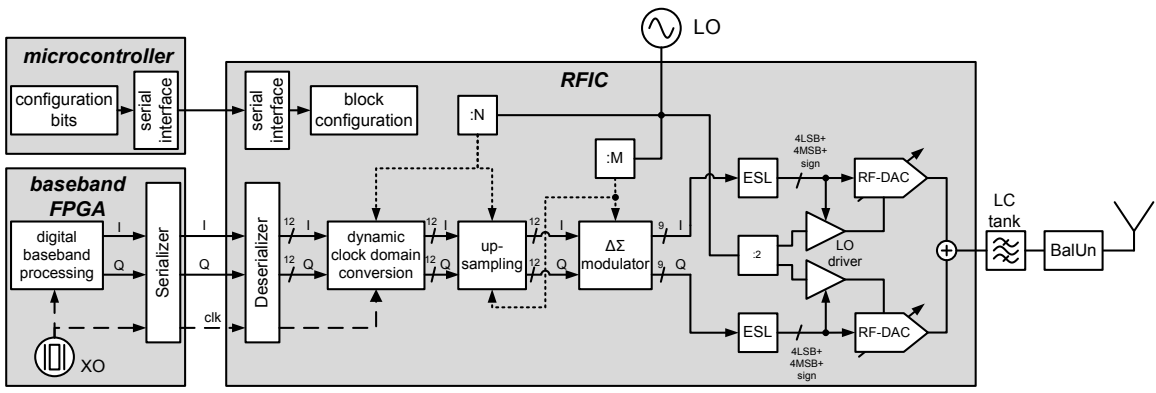 LO
microcontroller
configuration
bits
serial
interface
RFIC
serial
interface
block
configuration
:N
:M
4LSB+
4MSB+
sign
ESL
RF-DAC
baseband
FPGA
digital
baseband
processing
I
Q
Serializer
I
Q
clk
Deserializer
12
I
12
Q
dynamic
clock domain
conversion
12
I
12
Q
up-
sampling
12
I
12
Q
ΔΣ
modulator
9
I
9
Q
:2
LO
driver
LC
tank
BalUn
XO
ESL
4LSB+
4MSB+
sign
RF-DAC